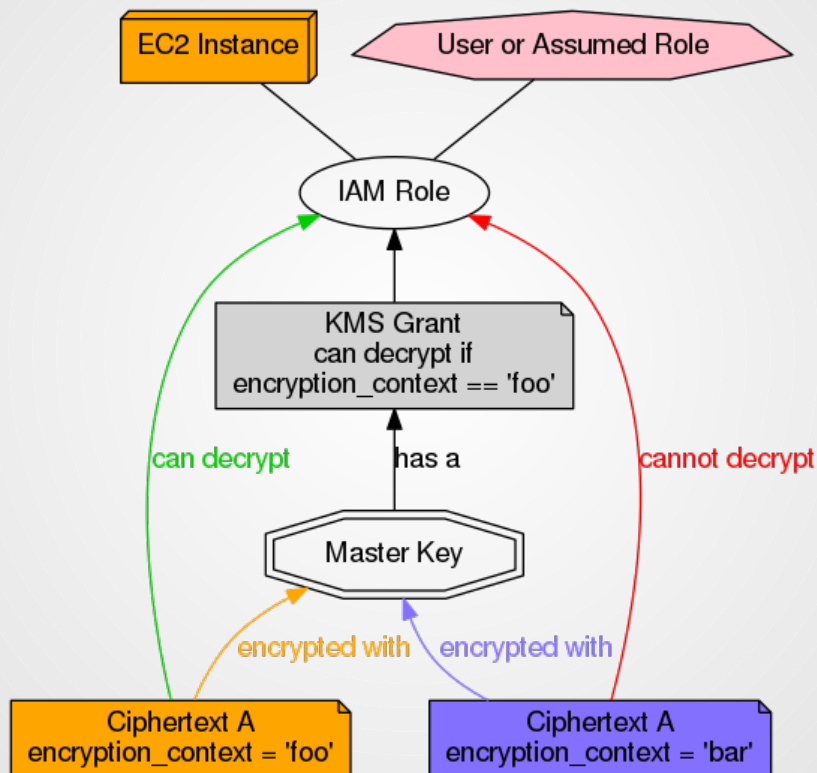 EC2 Instance
User or Assumed Role
IAM Role
KMS Grant
can decrypt if
encryption_context == 'foo'
can decrypt
has a
cannot decrypt
Master Key
encrypted with
encrypted with
Ciphertext A
encryption_context = 'foo'
Ciphertext A
encryption_context = 'bar'